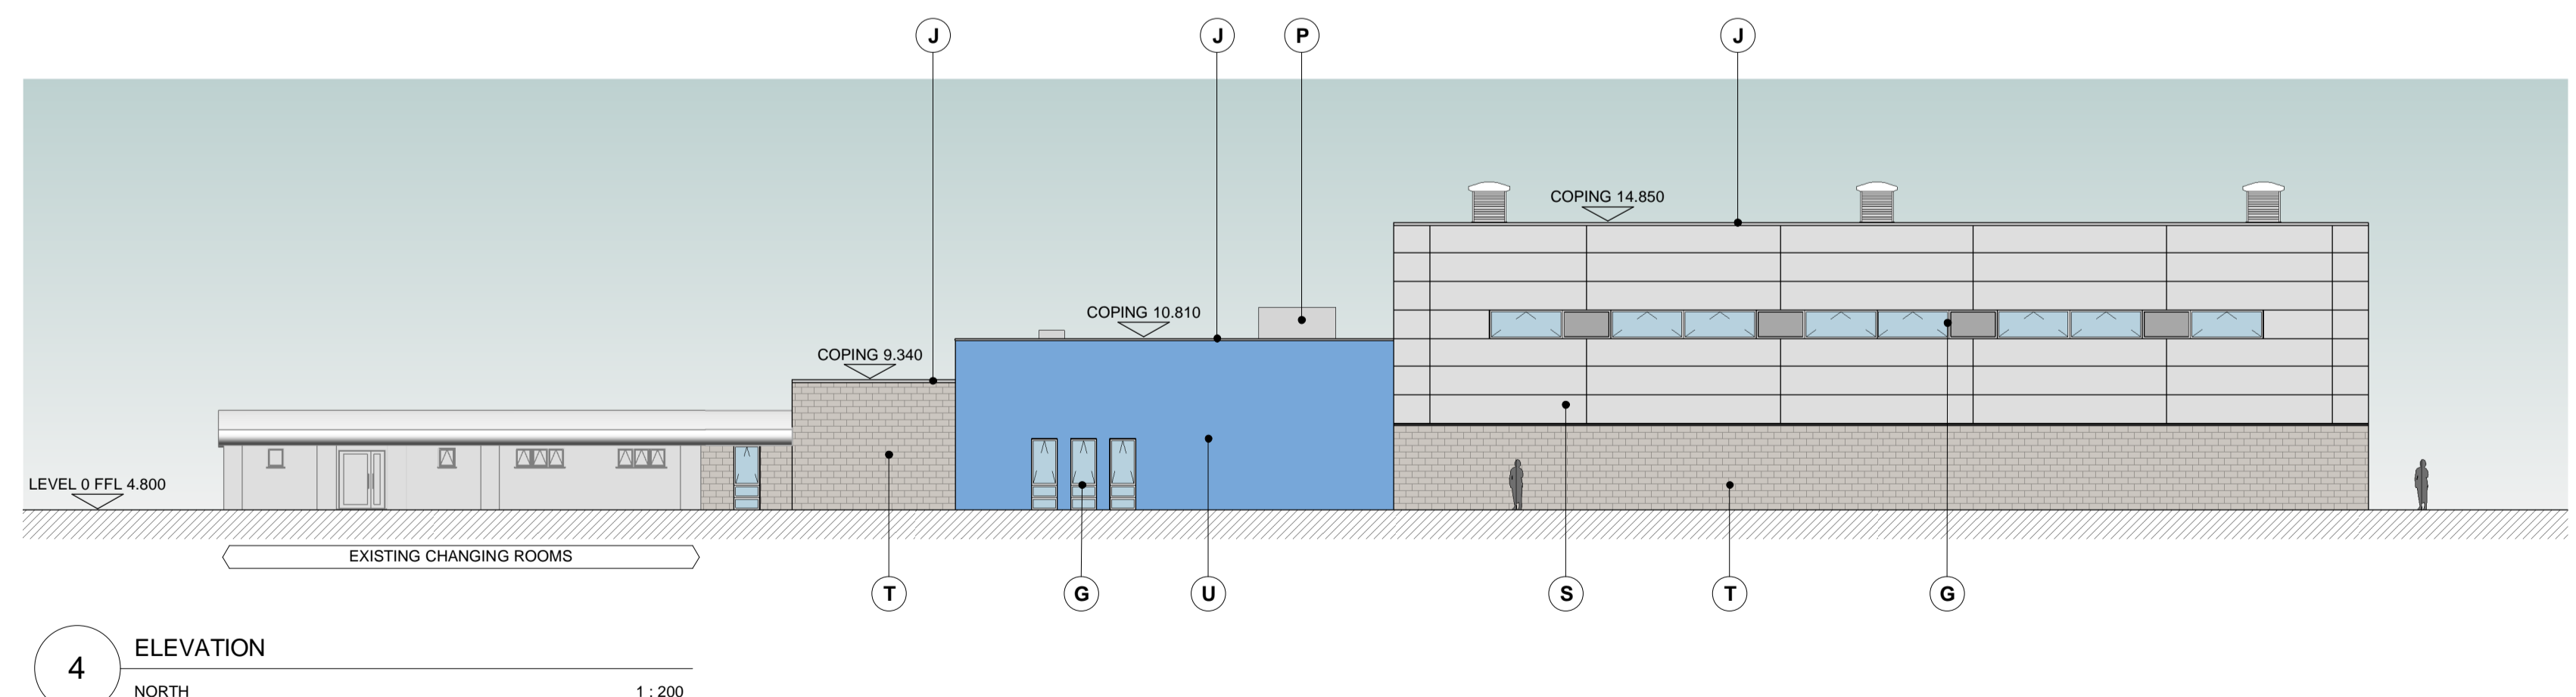 J J P J
COPING 14.850
COPING 10.810
COPING 9.340
LEVEL 0 FFL 4.800
EXISTING CHANGING ROOMS
T G U S T G
4 ELEVATION
NORTH 1 : 200